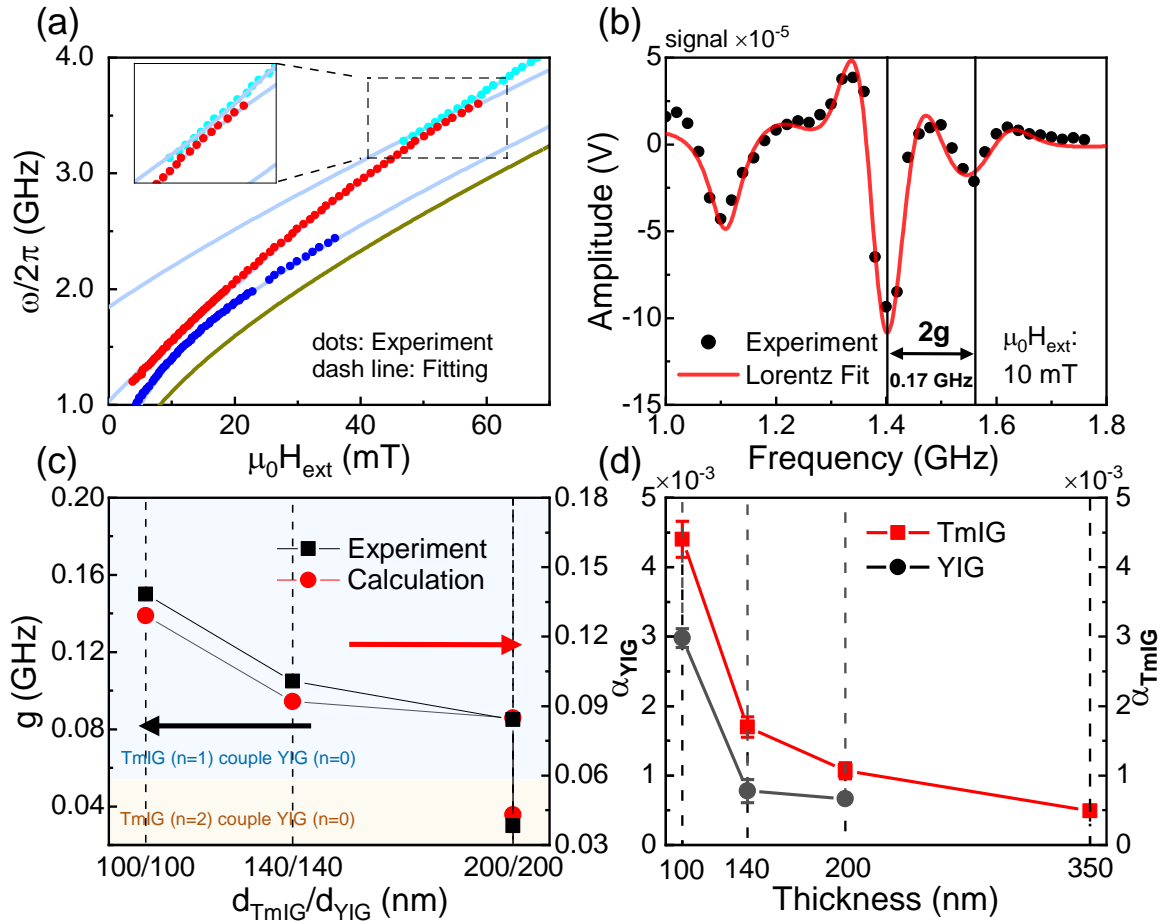 (a)
4.0
3.0
2.0
1.0
ω/2π (GHz)
0
20
40
60
μ0Hext (mT)
dots: Experiment
dash line: Fitting
(b)
signal ×10-5
5
0
-5
-10
-15
Amplitude (V)
Experiment
Lorentz Fit
2g
0.17 GHz
μ0Hext:
10 mT
1.0
1.2
1.4
1.6
1.8
Frequency (GHz)
(c)
0.20
0.16
0.12
0.08
0.04
g (GHz)
Experiment
Calculation
TmIG (n=1) couple YIG (n=0)
TmIG (n=2) couple YIG (n=0)
0.18
0.15
0.12
0.09
0.06
0.03
100/100
140/140
200/200
dTmIG/dYIG (nm)
(d)
×10-3
×10-3
5
4
3
2
1
0
αYIG
TmIG
YIG
5
4
3
2
1
0
αTmIG
100
140
200
350
Thickness (nm)